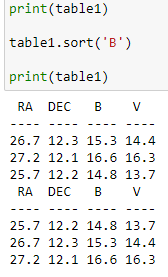 print(table1)
table1.sort('B')
print(table1)
RA DEC B V
---- ---- ---- ----
26.7 12.3 15.3 14.4
27.2 12.1 16.6 16.3
25.7 12.2 14.8 13.7
RA DEC B V
---- ---- ---- ----
25.7 12.2 14.8 13.7
26.7 12.3 15.3 14.4
27.2 12.1 16.6 16.3